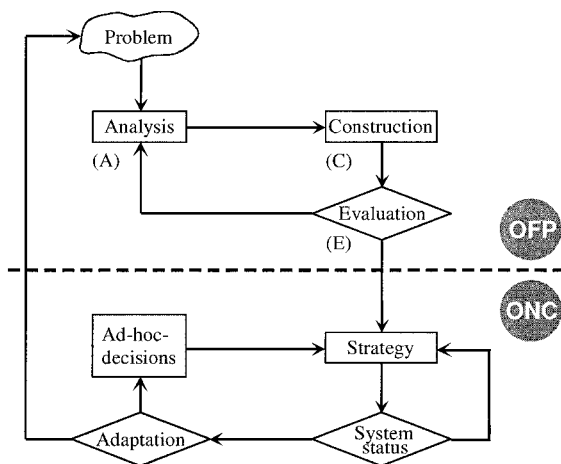 Problem
Analysis
Construction
(A)
(C)
Evaluation
(E)
OFP
ONC
Ad-hoc-
decisions
Strategy
Adaptation
System
status